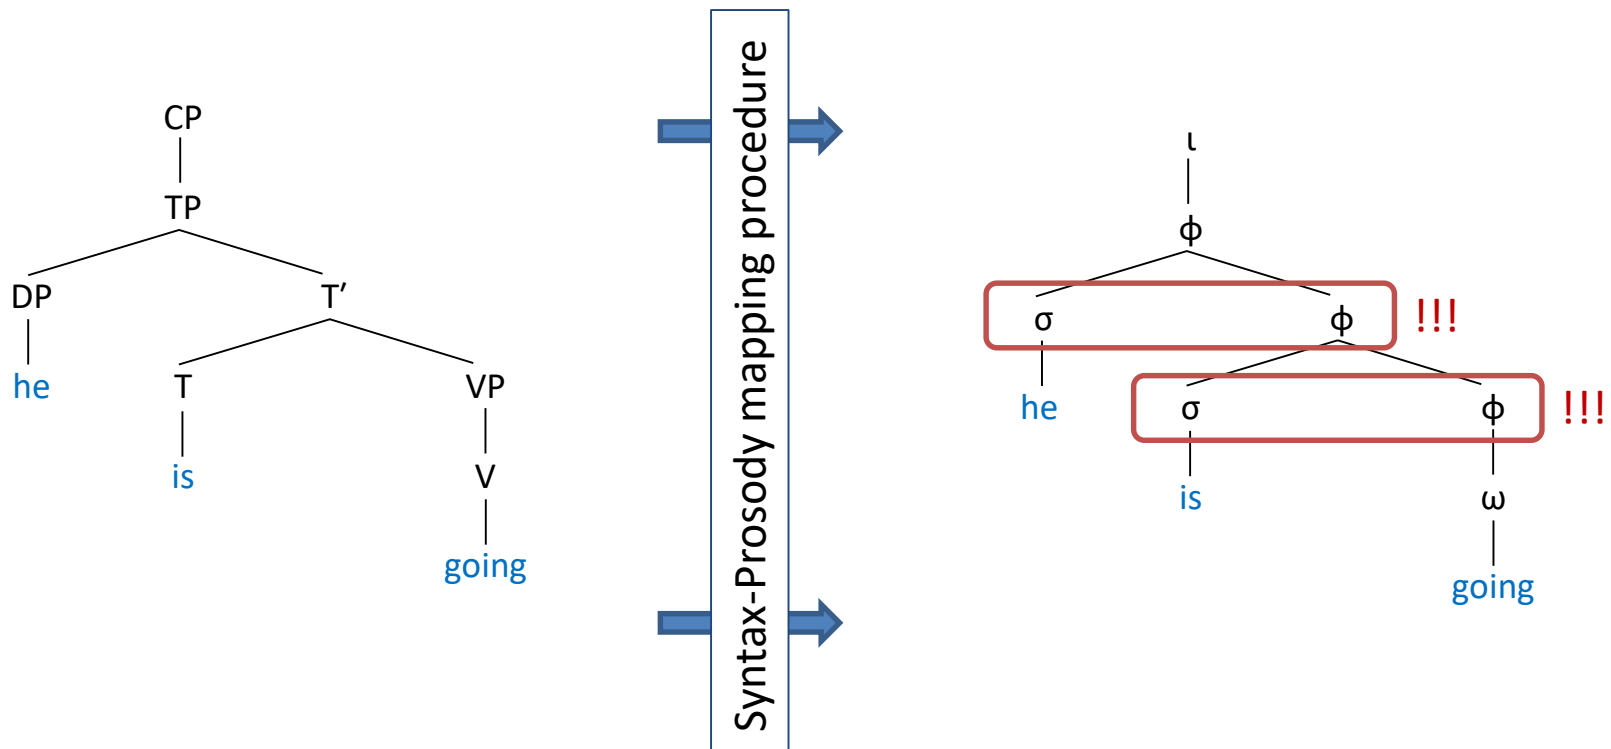 CP
TP
DP T′
he T VP
is V
going
Syntax-Prosody mapping procedure
ι
ϕ
σ ϕ !!!
he σ ϕ !!!
is ω
going